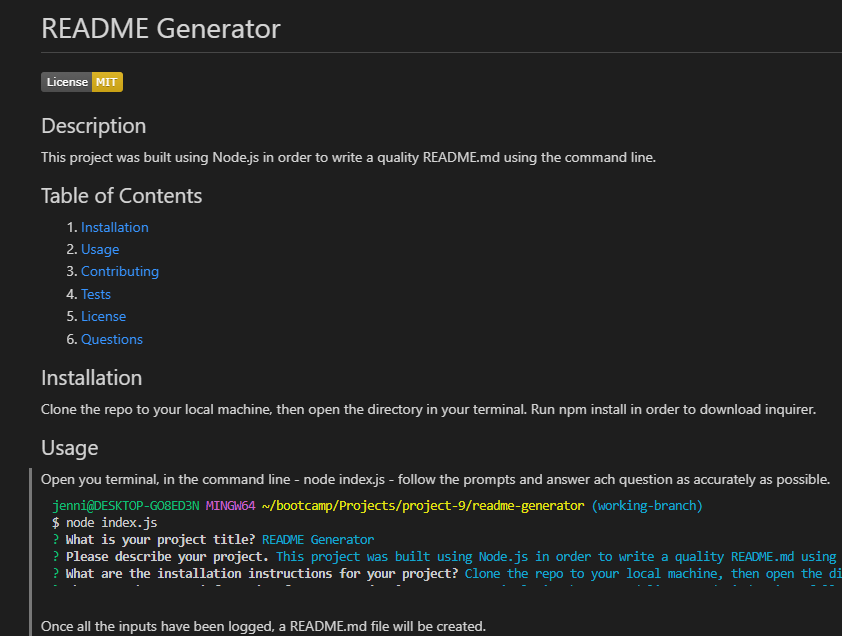 README Generator
License MIT
Description
This project was built using Node.js in order to write a quality README.md using the command line.
Table of Contents
1. Installation
2. Usage
3. Contributing
4. Tests
5. License
6. Questions
Installation
Clone the repo to your local machine, then open the directory in your terminal. Run npm install in order to download inquirer.
Usage
Open you terminal, in the command line - node index.js - follow the prompts and answer ach question as accurately as possible.
jenni@DESKTOP-GO8ED3N MINGW64 ~/bootcamp/Projects/project-9/readme-generator (working-branch)
$ node index.js
? What is your project title? README Generator
? Please describe your project. This project was built using Node.js in order to write a quality README.md using
? What are the installation instructions for your project? Clone the repo to your local machine, then open the di
Once all the inputs have been logged, a README.md file will be created.